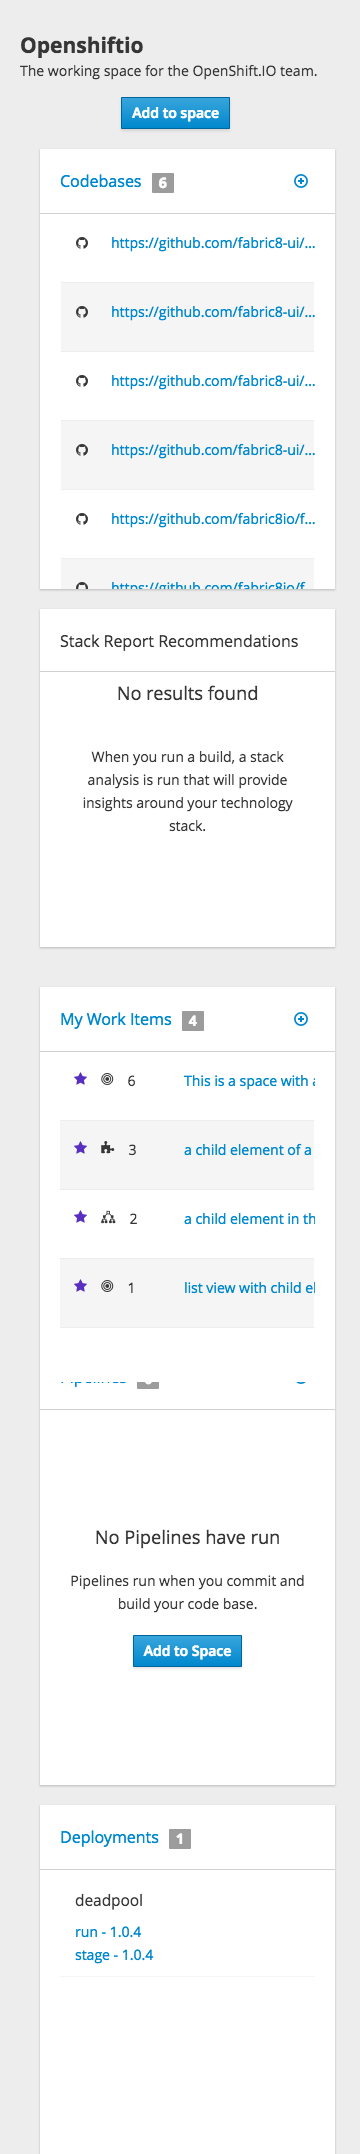 Openshiftio
The working space for the OpenShift.IO team.
Add to space
Codebases 6
https://github.com/fabric8-ui/...
https://github.com/fabric8-ui/...
https://github.com/fabric8-ui/...
https://github.com/fabric8-ui/...
https://github.com/fabric8io/f...
https://github.com/fabric8io/f...
Stack Report Recommendations
No results found
When you run a build, a stack
analysis is run that will provide
insights around your technology
stack.
My Work Items 4
6 This is a space with a
3 a child element of a
2 a child element in th
1 list view with child el
Pipelines
No Pipelines have run
Pipelines run when you commit and
build your code base.
Add to Space
Deployments 1
deadpool
run - 1.0.4
stage - 1.0.4